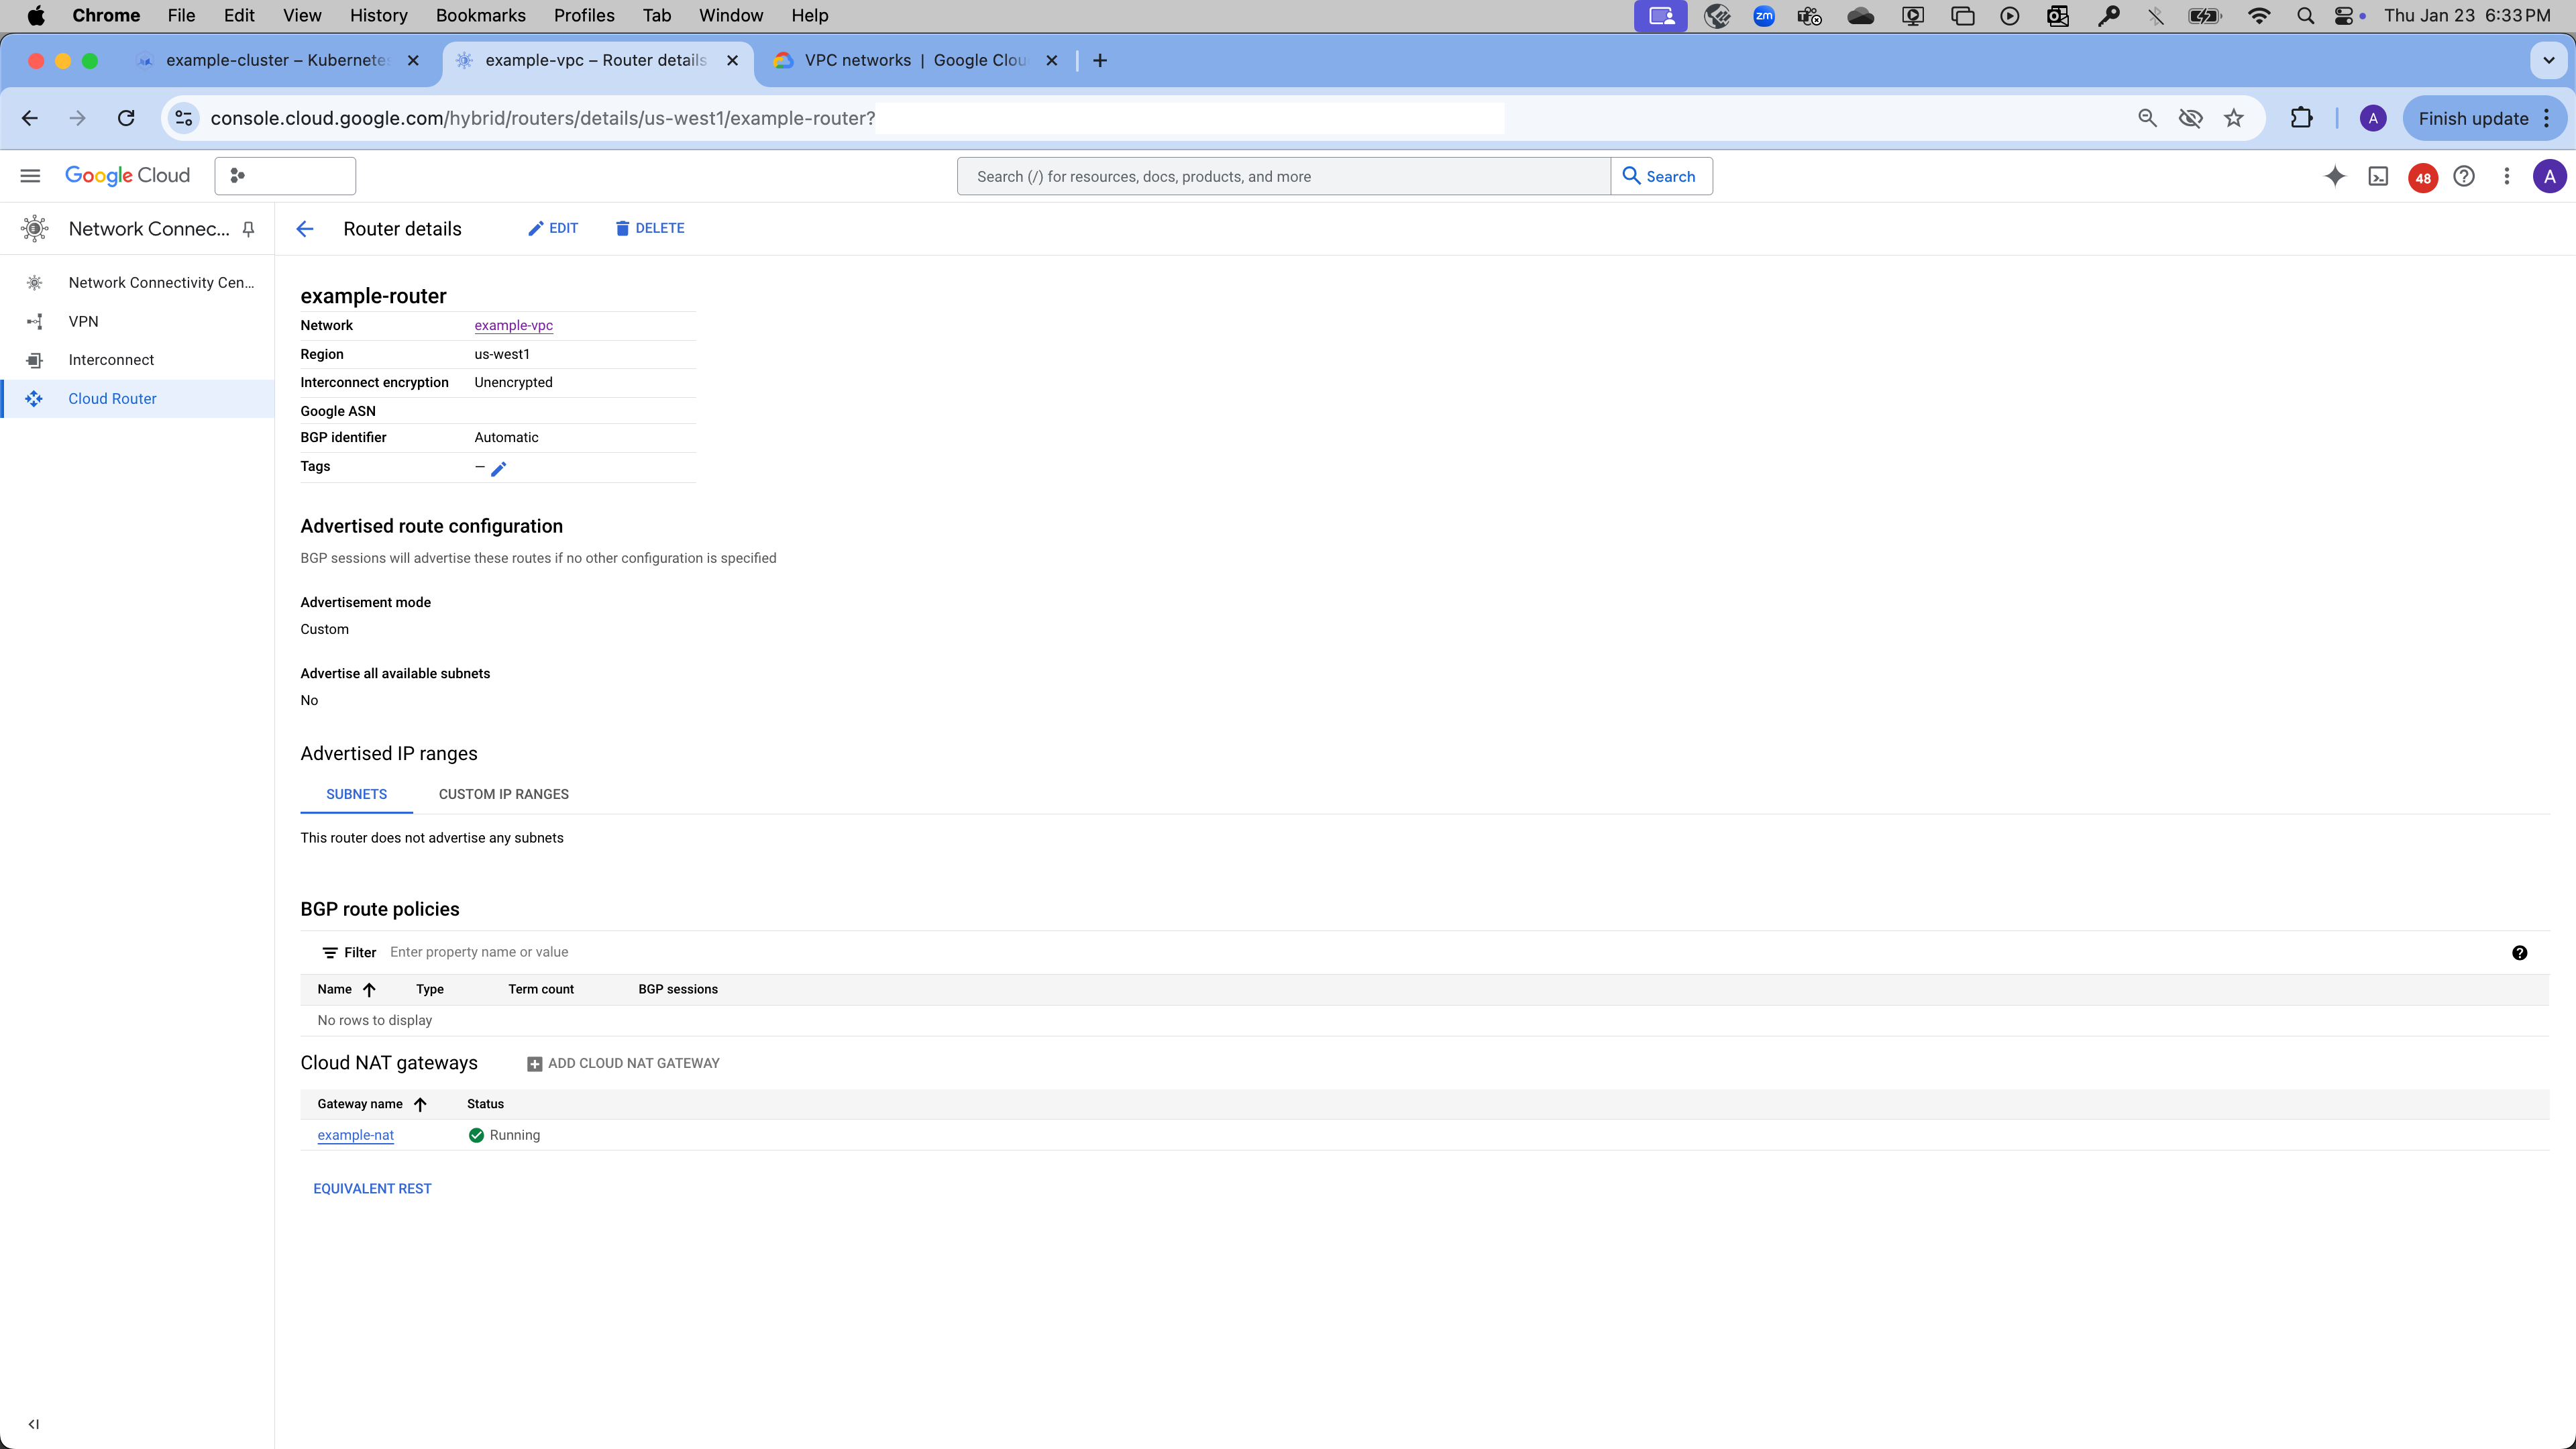 Chrome File Edit View History Bookmarks Profiles Tab Window Help zm Thu Jan 23 6:33 PM
example-cluster – Kubernete example-vpc – Router details VPC networks | Google Clou
console.cloud.google.com/hybrid/routers/details/us-west1/example-router? A Finish update
Google Cloud Search (/) for resources, docs, products, and more Search 48 A
Network Connec... Router details EDIT DELETE
Network Connectivity Cen...
VPN
Interconnect
Cloud Router
example-router
Network example-vpc
Region us-west1
Interconnect encryption Unencrypted
Google ASN
BGP identifier Automatic
Tags —
Advertised route configuration
BGP sessions will advertise these routes if no other configuration is specified
Advertisement mode
Custom
Advertise all available subnets
No
Advertised IP ranges
SUBNETS CUSTOM IP RANGES
This router does not advertise any subnets
BGP route policies
Filter Enter property name or value
Name Type Term count BGP sessions
No rows to display
Cloud NAT gateways ADD CLOUD NAT GATEWAY
Gateway name Status
example-nat Running
EQUIVALENT REST